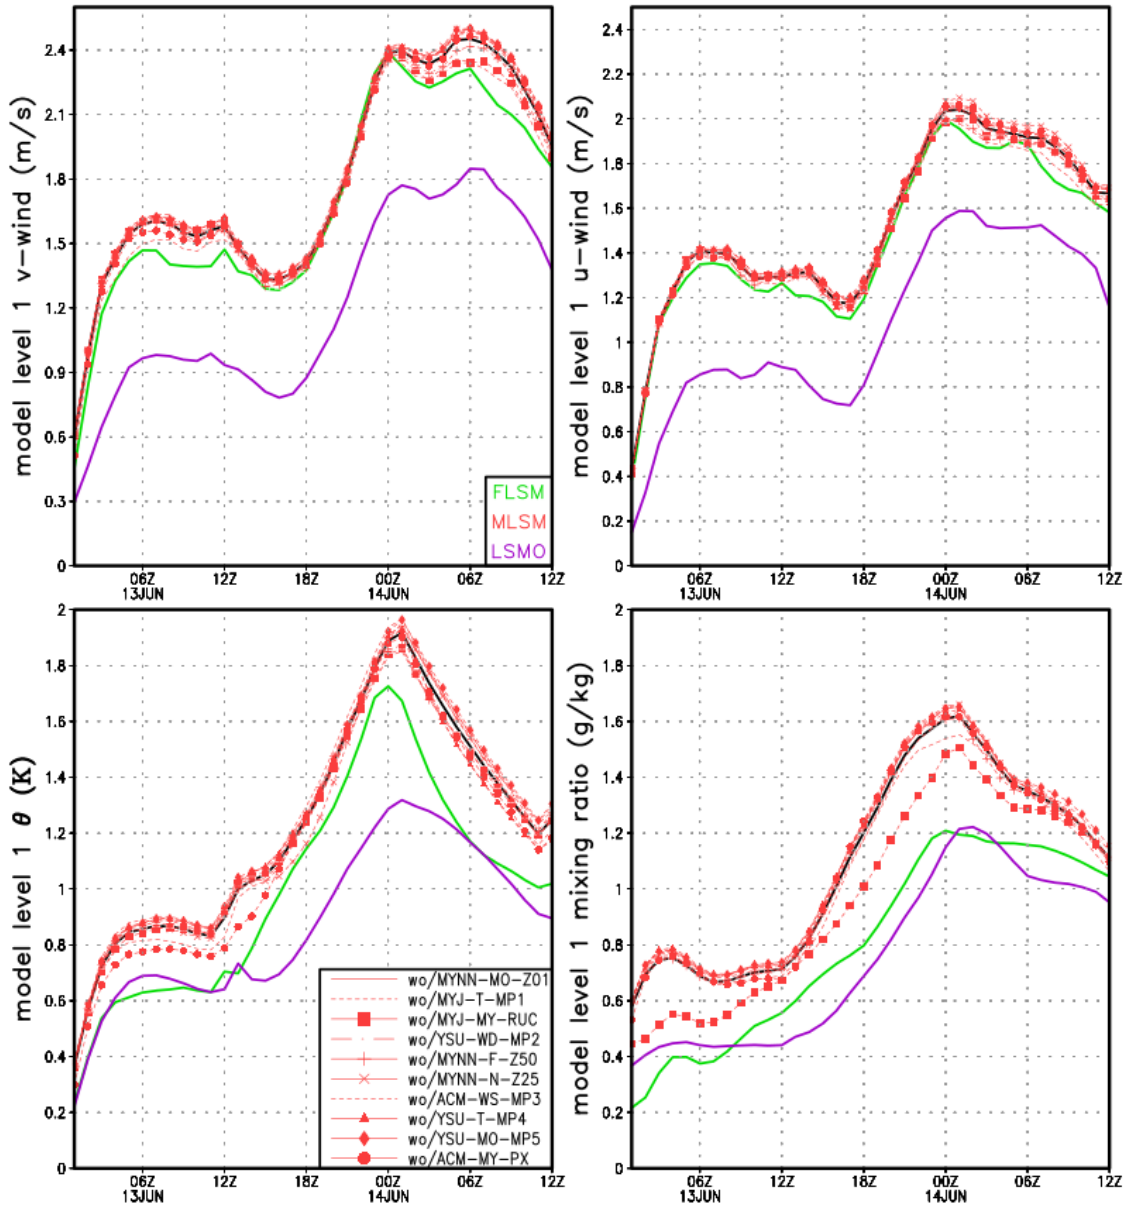 model level 1 v-wind (m/s)
2.4
2.1
1.8
1.5
1.2
0.9
0.6
0.3
0
06Z
13JUN
12Z
18Z
00Z
14JUN
06Z
12Z
FLSM
MLSM
LSMO
model level 1 u-wind (m/s)
2.4
2.2
2
1.8
1.6
1.4
1.2
1
0.8
0.6
0.4
0.2
0
06Z
13JUN
12Z
18Z
00Z
14JUN
06Z
12Z
model level 1 θ (K)
2
1.8
1.6
1.4
1.2
1
0.8
0.6
0.4
0.2
0
06Z
13JUN
12Z
18Z
00Z
14JUN
06Z
12Z
wo/MYNN-MO-Z01
wo/MYJ-T-MP1
wo/MYJ-MY-RUC
wo/YSU-WD-MP2
wo/MYNN-F-Z50
wo/MYNN-N-Z25
wo/ACM-WS-MP3
wo/YSU-T-MP4
wo/YSU-MO-MP5
wo/ACM-MY-PX
model level 1 mixing ratio (g/kg)
2
1.8
1.6
1.4
1.2
1
0.8
0.6
0.4
0.2
0
06Z
13JUN
12Z
18Z
00Z
14JUN
06Z
12Z